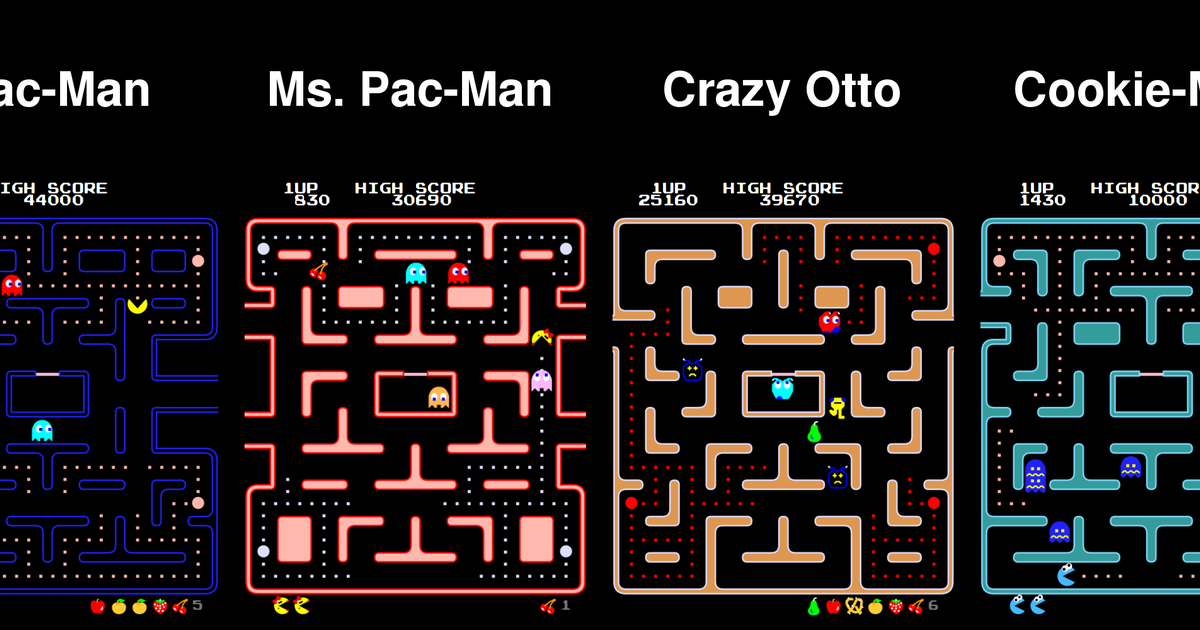 ac-Man
Ms. Pac-Man
Crazy Otto
Cookie-M
IGH SCORE
44000
5
1UP HIGH SCORE
830 30690
1
1UP HIGH SCORE
25160 39670
6
1UP HIGH SCOR
1430 10000